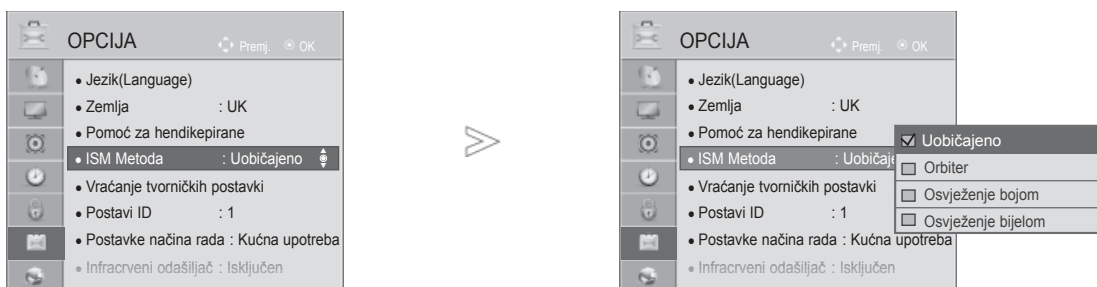 OPCIJA
Premj. OK
• Jezik(Language)
• Zemlja : UK
• Pomoć za hendikepirane
• ISM Metoda : Uobičajeno
• Vraćanje tvorničkih postavki
• Postavi ID : 1
• Postavke načina rada : Kućna upotreba
• Infracrveni odašiljač : Isključen
OPCIJA
Premj. OK
• Jezik(Language)
• Zemlja : UK
• Pomoć za hendikepirane
• ISM Metoda : Uobičaje
• Vraćanje tvorničkih postavki
• Postavi ID : 1
• Postavke načina rada : Kućna upotreba
• Infracrveni odašiljač : Isključen
Uobičajeno
Orbiter
Osvježenje bojom
Osvježenje bijelom